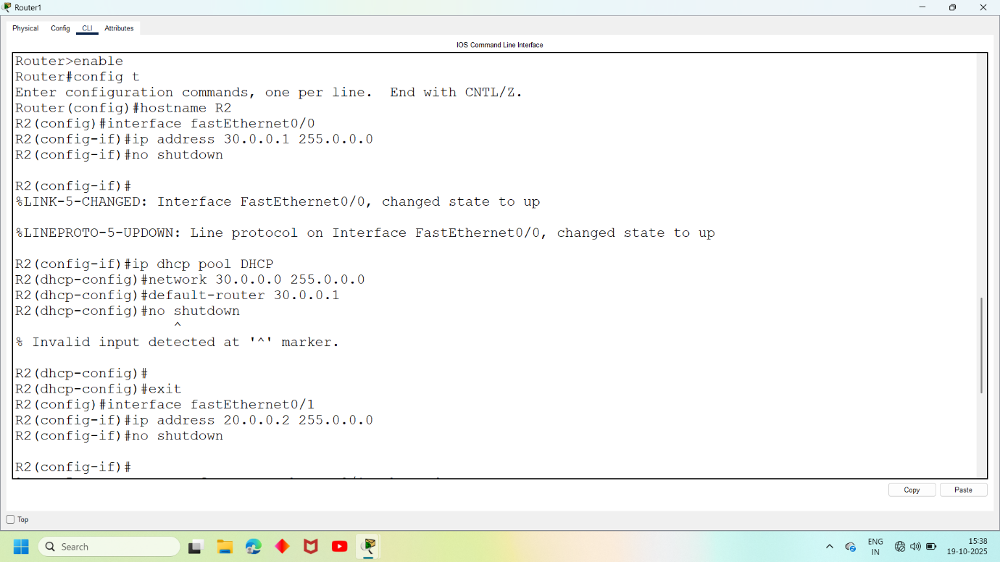 Router1
Physical Config CLI Attributes
IOS Command Line Interface
Router>enable
Router#config t
Enter configuration commands, one per line.  End with CNTL/Z.
Router(config)#hostname R2
R2(config)#interface fastEthernet0/0
R2(config-if)#ip address 30.0.0.1 255.0.0.0
R2(config-if)#no shutdown
R2(config-if)#
%LINK-5-CHANGED: Interface FastEthernet0/0, changed state to up
%LINEPROTO-5-UPDOWN: Line protocol on Interface FastEthernet0/0, changed state to up
R2(config-if)#ip dhcp pool DHCP
R2(dhcp-config)#network 30.0.0.0 255.0.0.0
R2(dhcp-config)#default-router 30.0.0.1
R2(dhcp-config)#no shutdown
^
% Invalid input detected at '^' marker.
R2(dhcp-config)#
R2(dhcp-config)#exit
R2(config)#interface fastEthernet0/1
R2(config-if)#ip address 20.0.0.2 255.0.0.0
R2(config-if)#no shutdown
R2(config-if)#
Copy Paste
Top
Search
ENG
IN
15:38
19-10-2025